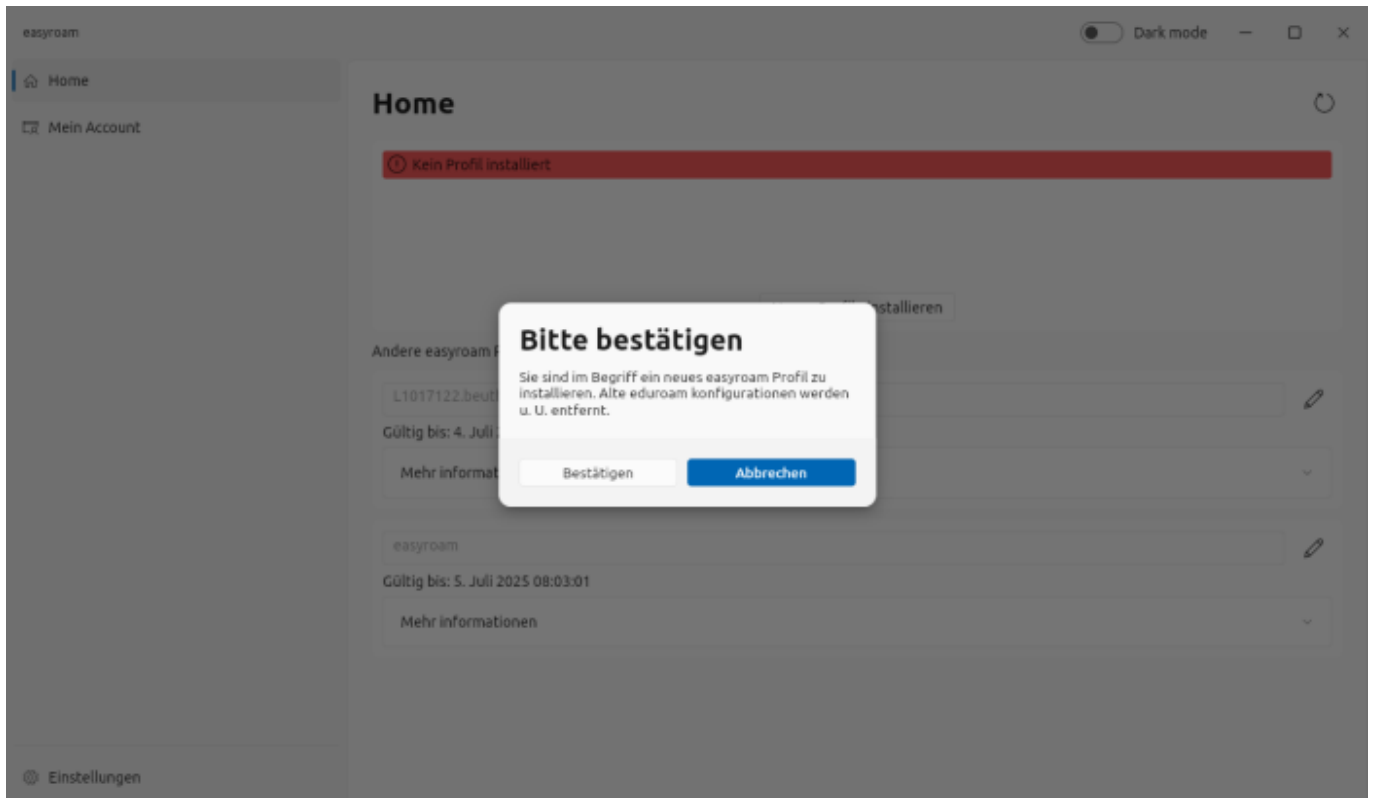 easyroam
Dark mode
Home
Mein Account
Home
Kein Profil installiert
installieren
Bitte bestätigen
Sie sind im Begriff ein neues easyroam Profil zu
installieren. Alte eduroam konfigurationen werden
u. U. entfernt.
Bestätigen
Abbrechen
Andere easyroam
L1017122.beut
Gültig bis: 4. Juli
Mehr informat
easyroam
Gültig bis: 5. Juli 2025 08:03:01
Mehr informationen
Einstellungen